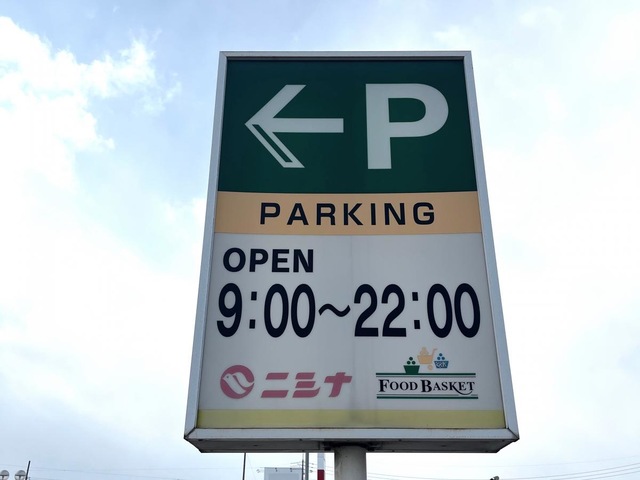 ←P
PARKING
OPEN
9:00~22:00
ニシナ
FOOD BASKET